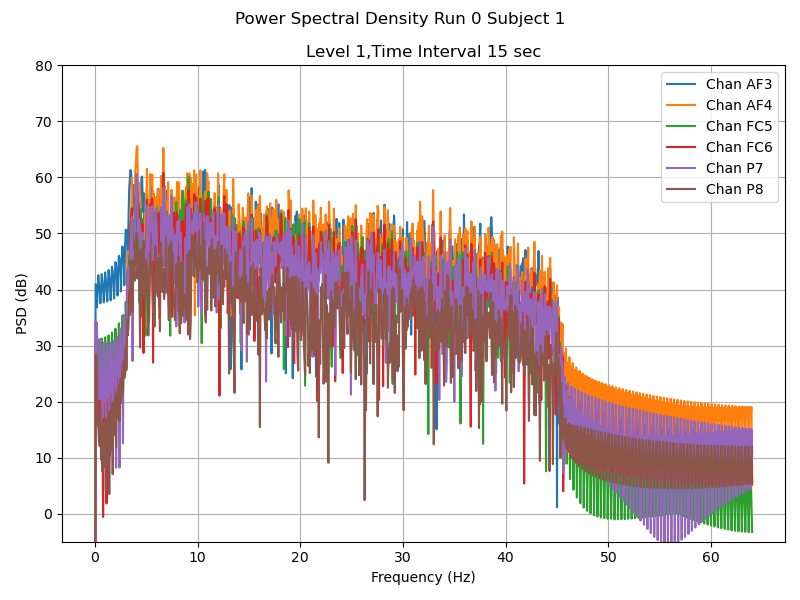 Power Spectral Density Run 0 Subject 1
Level 1,Time Interval 15 sec
80
70
60
50
40
30
20
10
0
PSD (dB)
Chan AF3
Chan AF4
Chan FC5
Chan FC6
Chan P7
Chan P8
0 10 20 30 40 50 60
Frequency (Hz)